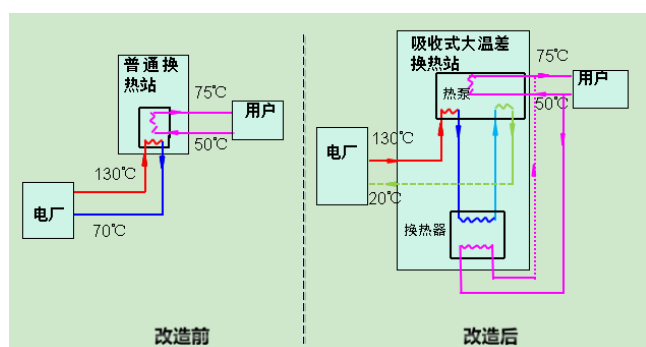 普通换
热站
75℃
用户
50℃
130℃
电厂
70℃
改造前
吸收式大温差
换热站
75℃
热泵
用户
50℃
130℃
电厂
20℃
换热器
改造后